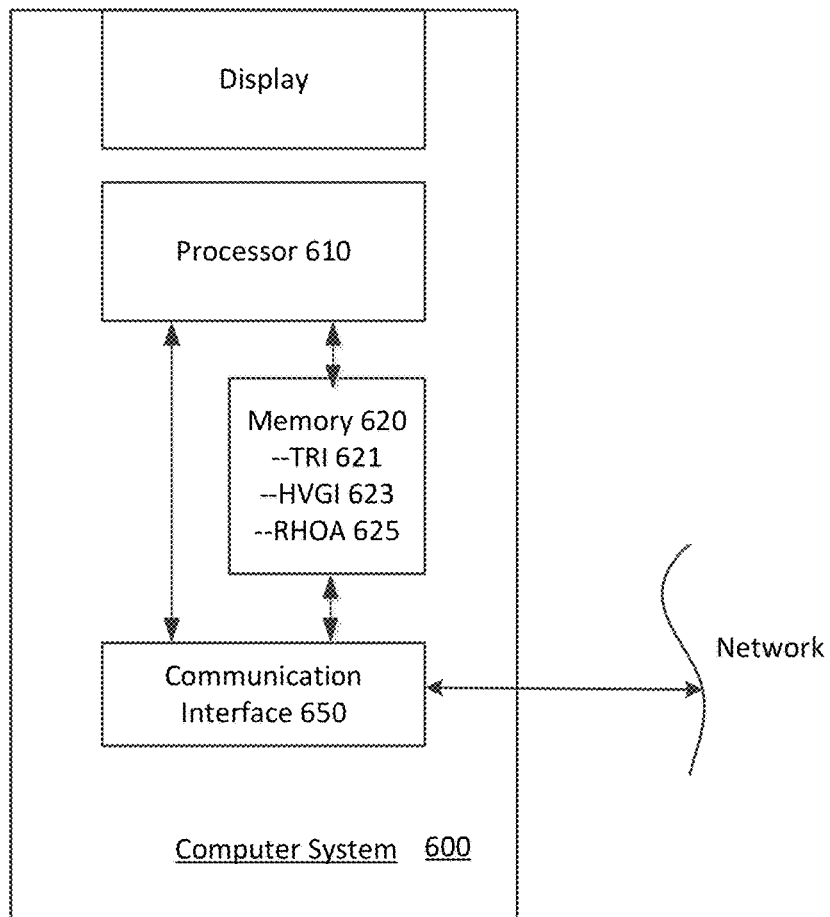 Display
Processor 610
Memory 620
--TRI 621
--HVGI 623
--RHOA 625
Network
Communication
Interface 650
Computer System 600